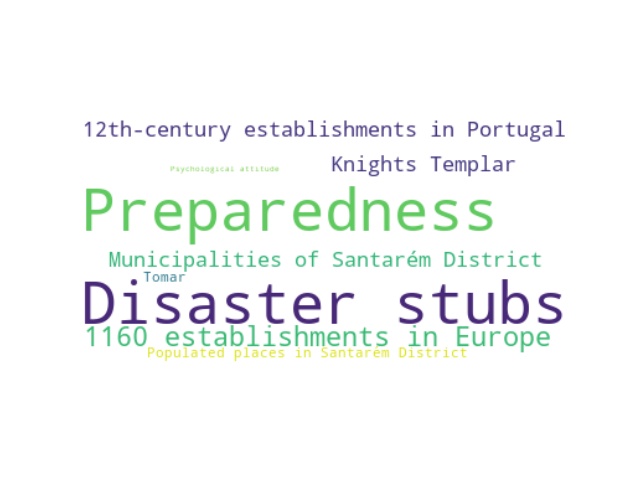 12th-century establishments in Portugal
Psychological attitude
Knights Templar
Preparedness
Municipalities of Santarém District
Tomar
Disaster stubs
1160 establishments in Europe
Populated places in Santarém District